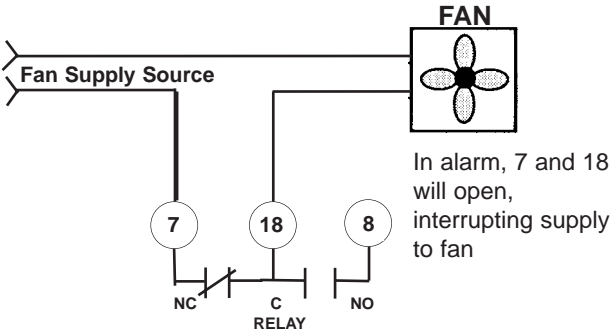 FAN
Fan Supply Source
In alarm, 7 and 18
will open,
interrupting supply
to fan
7
18
8
NC
C
NO
RELAY